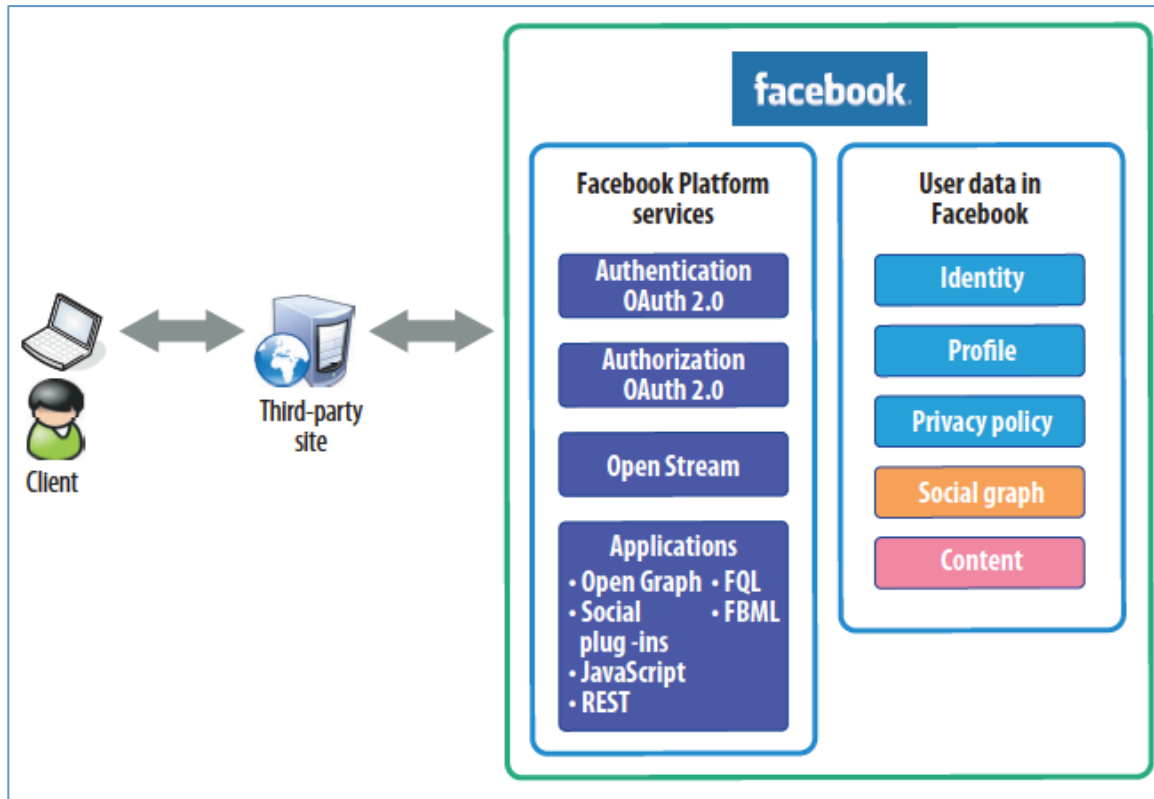 facebook.
Facebook Platform
services
Authentication
OAuth 2.0
Authorization
OAuth 2.0
Open Stream
Applications
• Open Graph • FQL
• Social • FBML
plug -ins
• JavaScript
• REST
User data in
Facebook
Identity
Profile
Privacy policy
Social graph
Content
Third-party
site
Client